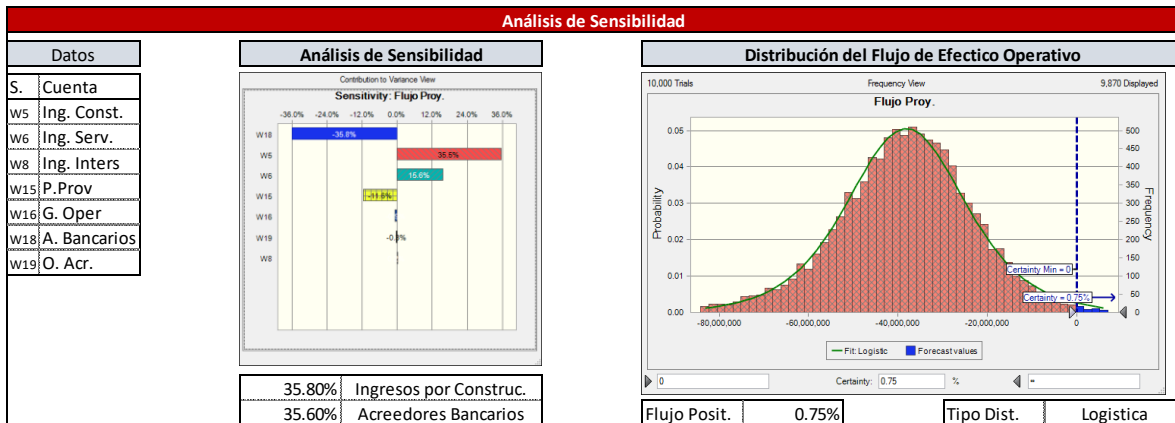 Análisis de Sensibilidad
Datos
S. Cuenta
W5 Ing. Const.
W6 Ing. Serv.
W8 Ing. Inters
W15 P.Prov
W16 G. Oper
W18 A. Bancarios
W19 O. Acr.
Análisis de Sensibilidad
Contribution to Variance View
Sensitivity: Flujo Proy.
-36.0% -24.0% -12.0% 0.0% 12.0% 24.0% 36.0%
W18 -35.8%
W5 35.6%
W6 15.6%
W15 -11.6%
W16
W19
W8
35.80% Ingresos por Construc.
35.60% Acreedores Bancarios
Distribución del Flujo de Efectico Operativo
10,000 Trials Frequency View 9,870 Displayed
Flujo Proy.
Probability
0.05
0.04
0.03
0.02
0.01
0.00
500
450
400
350
300
250
200
150
100
50
0
Frequency
Certainty Min = 0
Certainty = 0.75%
-80,000,000 -60,000,000 -40,000,000 -20,000,000 0
Fit: Logistic Forecast values
0 Certainty: 0.75 %
Flujo Posit. 0.75% Tipo Dist. Logistica